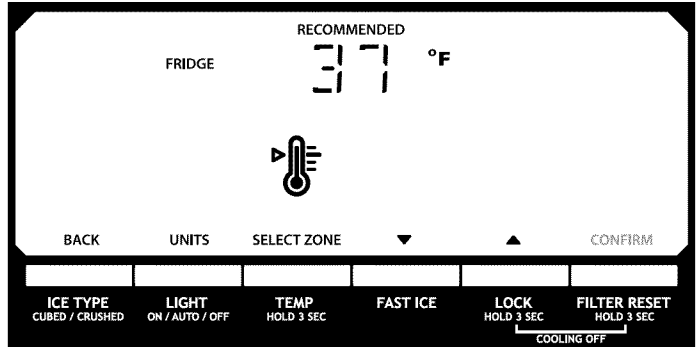 RECOMMENDED
FRIDGE 37 °F
BACK UNITS SELECT ZONE ▼ ▲ CONFIRM
ICE TYPE LIGHT TEMP FAST ICE LOCK FILTER RESET
CUBED / CRUSHED ON / AUTO / OFF HOLD 3 SEC HOLD 3 SEC HOLD 3 SEC
COOLING OFF